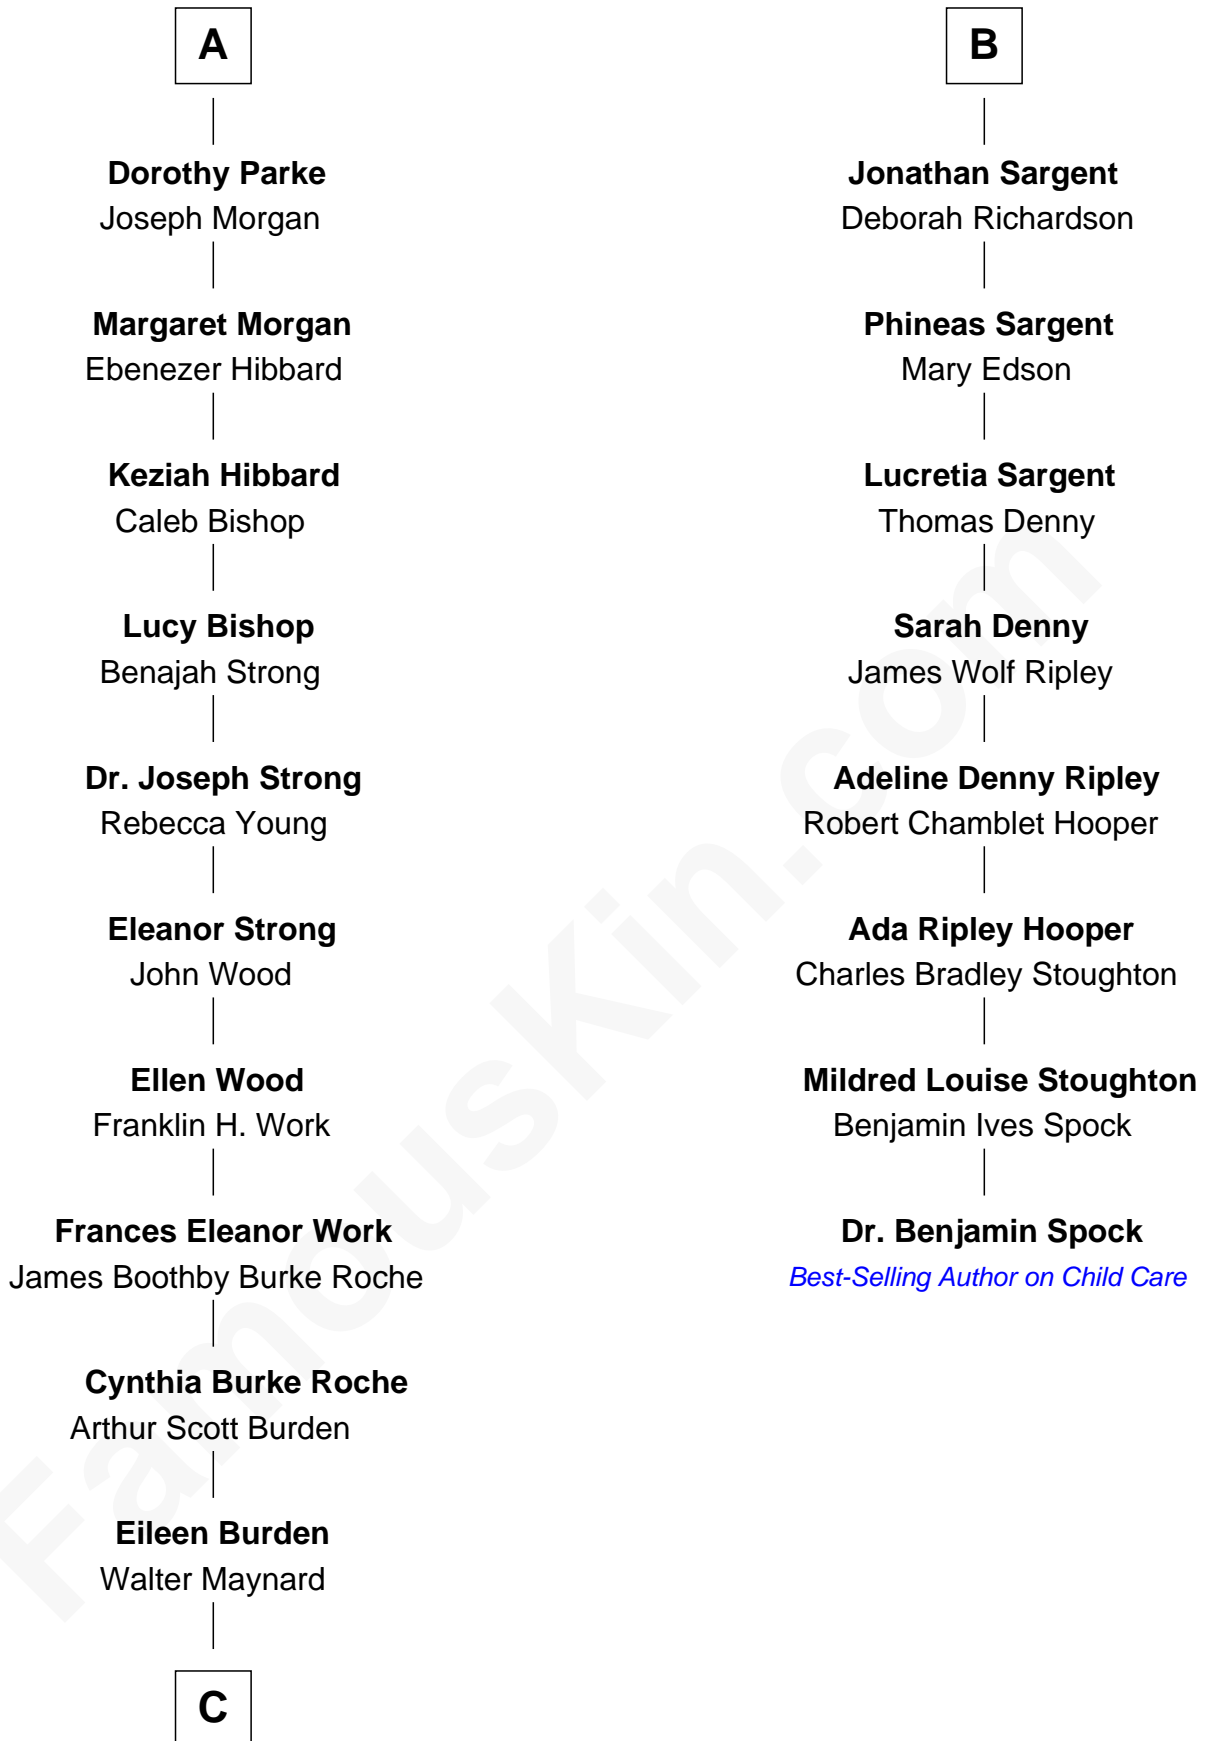 A
Dorothy Parke
Joseph Morgan
Margaret Morgan
Ebenezer Hibbard
Keziah Hibbard
Caleb Bishop
Lucy Bishop
Benajah Strong
Dr. Joseph Strong
Rebecca Young
Eleanor Strong
John Wood
Ellen Wood
Franklin H. Work
Frances Eleanor Work
James Boothby Burke Roche
Cynthia Burke Roche
Arthur Scott Burden
Eileen Burden
Walter Maynard
C
B
Jonathan Sargent
Deborah Richardson
Phineas Sargent
Mary Edson
Lucretia Sargent
Thomas Denny
Sarah Denny
James Wolf Ripley
Adeline Denny Ripley
Robert Chamblet Hooper
Ada Ripley Hooper
Charles Bradley Stoughton
Mildred Louise Stoughton
Benjamin Ives Spock
Dr. Benjamin Spock
Best-Selling Author on Child Care
FamousKin.com